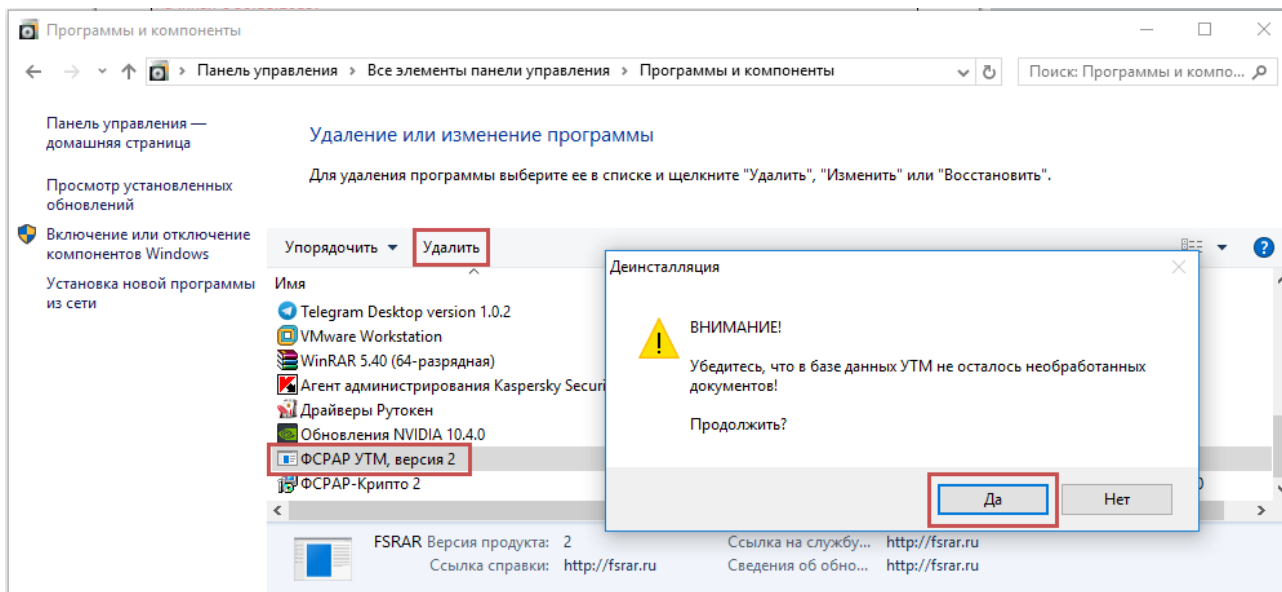 Программы и компоненты
Панель управления > Все элементы панели управления > Программы и компоненты
Поиск: Программы и компо...
Панель управления —
домашняя страница
Просмотр установленных
обновлений
Включение или отключение
компонентов Windows
Установка новой программы
из сети
Удаление или изменение программы
Для удаления программы выберите ее в списке и щелкните "Удалить", "Изменить" или "Восстановить".
Упорядочить
Удалить
Имя
Telegram Desktop version 1.0.2
VMware Workstation
WinRAR 5.40 (64-разрядная)
Агент администрирования Kaspersky Securi
Драйверы Рутокен
Обновления NVIDIA 10.4.0
ФСРАР УТМ, версия 2
ФСРАР-Крипто 2
Деинсталляция
ВНИМАНИЕ!
Убедитесь, что в базе данных УТМ не осталось необработанных
документов!
Продолжить?
Да
Нет
FSRAR Версия продукта: 2
Ссылка на службу... http://fsrar.ru
Ссылка справки: http://fsrar.ru
Сведения об обно... http://fsrar.ru